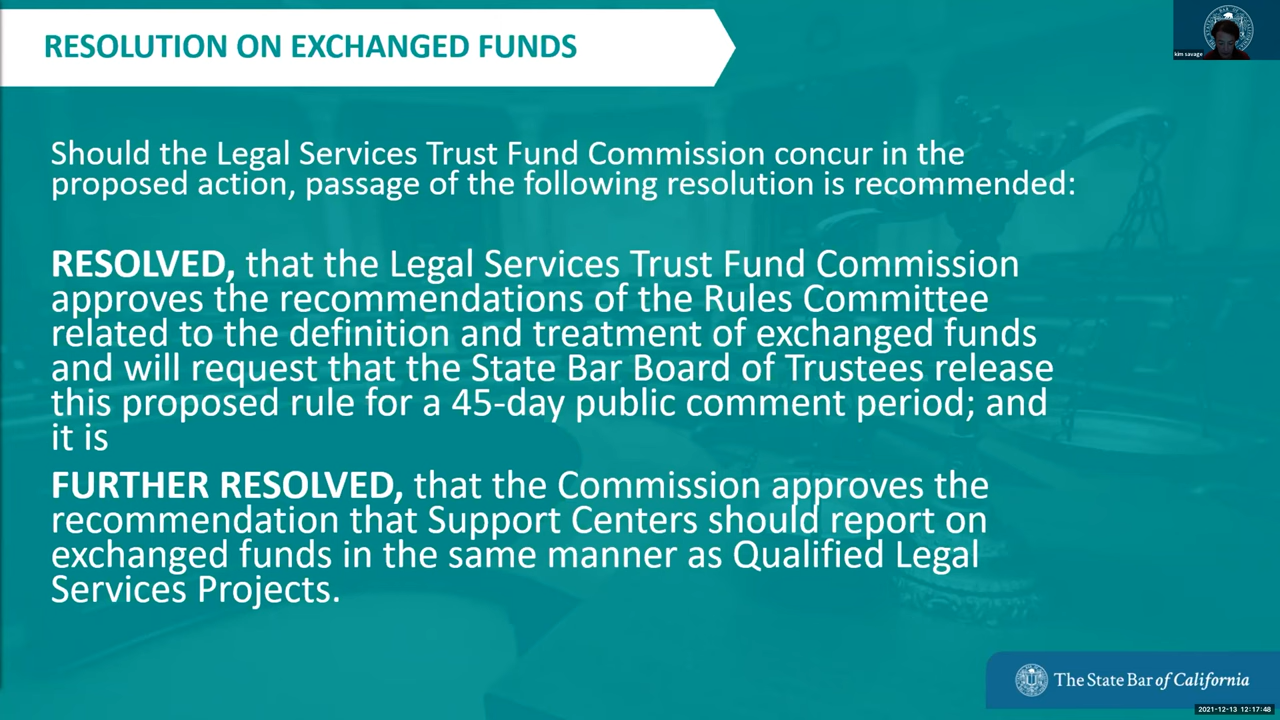 RESOLUTION ON EXCHANGED FUNDS
kim savage
Should the Legal Services Trust Fund Commission concur in the
proposed action, passage of the following resolution is recommended:
RESOLVED, that the Legal Services Trust Fund Commission
approves the recommendations of the Rules Committee
related to the definition and treatment of exchanged funds
and will request that the State Bar Board of Trustees release
this proposed rule for a 45-day public comment period; and
it is
FURTHER RESOLVED, that the Commission approves the
recommendation that Support Centers should report on
exchanged funds in the same manner as Qualified Legal
Services Projects.
The State Bar of California
2021-12-13 12:17:48